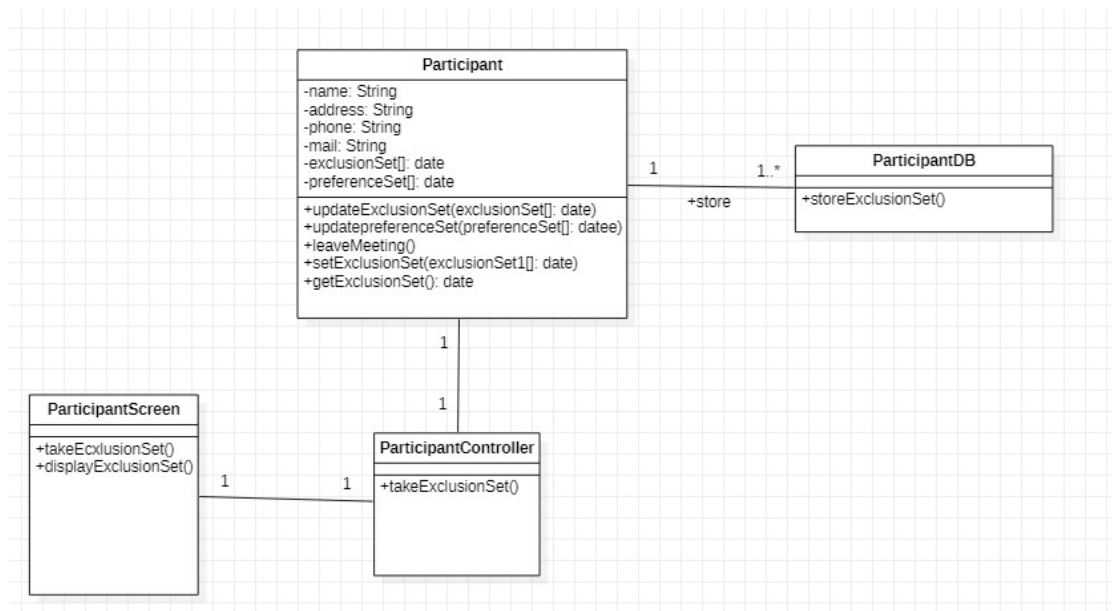 Participant
-name: String
-address: String
-phone: String
-mail: String
-exclusionSet[]: date
-preferenceSet[]: date
+updateExclusionSet(exclusionSet[]: date)
+updatepreferenceSet(preferenceSet[]: datee)
+leaveMeeting()
+setExclusionSet(exclusionSet1[]: date)
+getExclusionSet(): date
1
1..*
+store
ParticipantDB
+storeExclusionSet()
1
1
ParticipantScreen
+takeEcxlusionSet()
+displayExclusionSet()
1
1
ParticipantController
+takeExclusionSet()